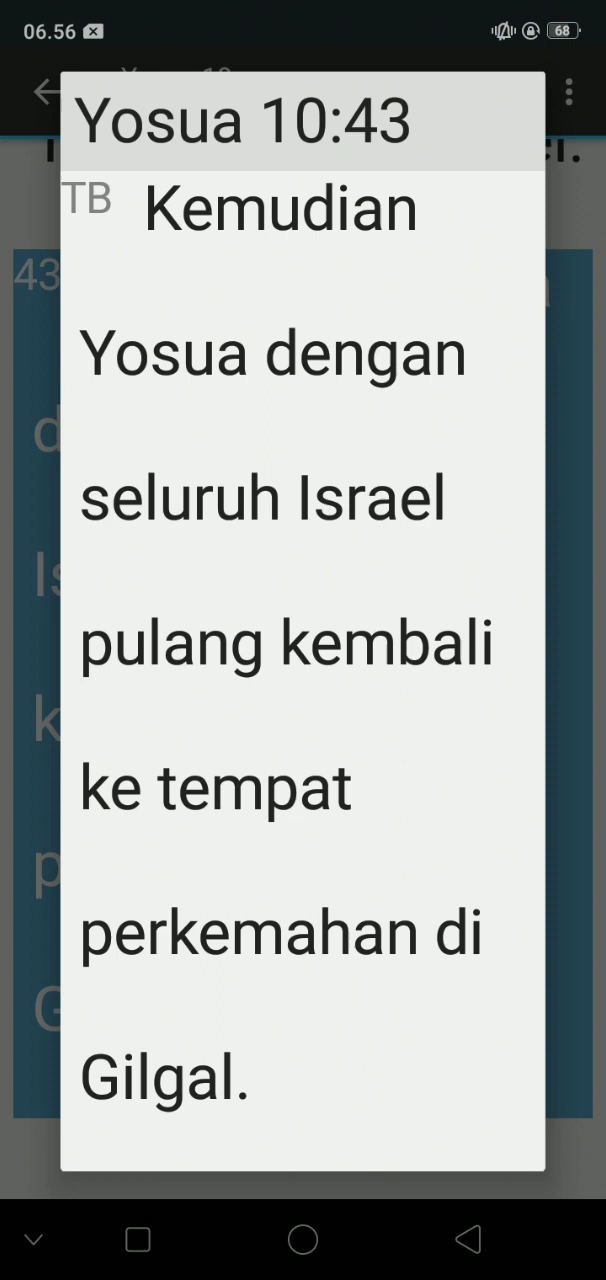 06.56
68
Yosua 10:43
TB Kemudian
43
Yosua dengan
seluruh Israel
pulang kembali
ke tempat
perkemahan di
Gilgal.